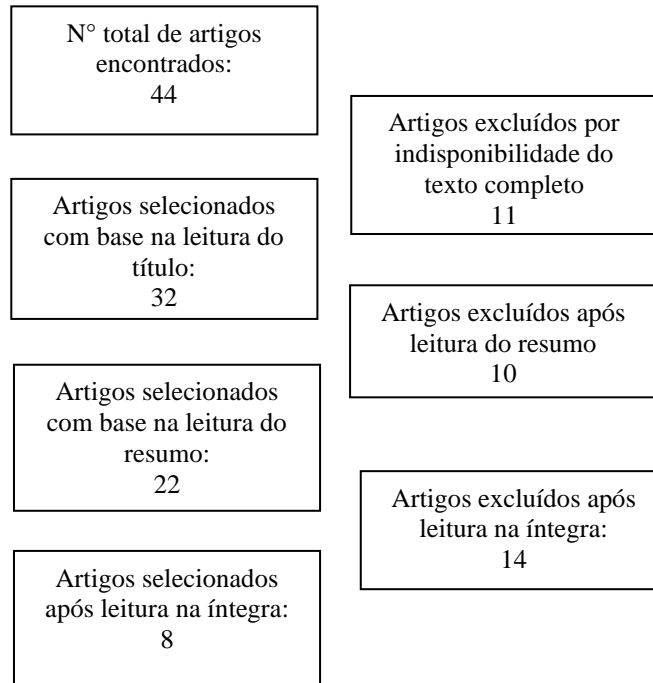 N° total de artigos
encontrados:
44
Artigos excluídos por
indisponibilidade do
texto completo
11
Artigos selecionados
com base na leitura do
título:
32
Artigos excluídos após
leitura do resumo
10
Artigos selecionados
com base na leitura do
resumo:
22
Artigos excluídos após
leitura na íntegra:
14
Artigos selecionados
após leitura na íntegra:
8